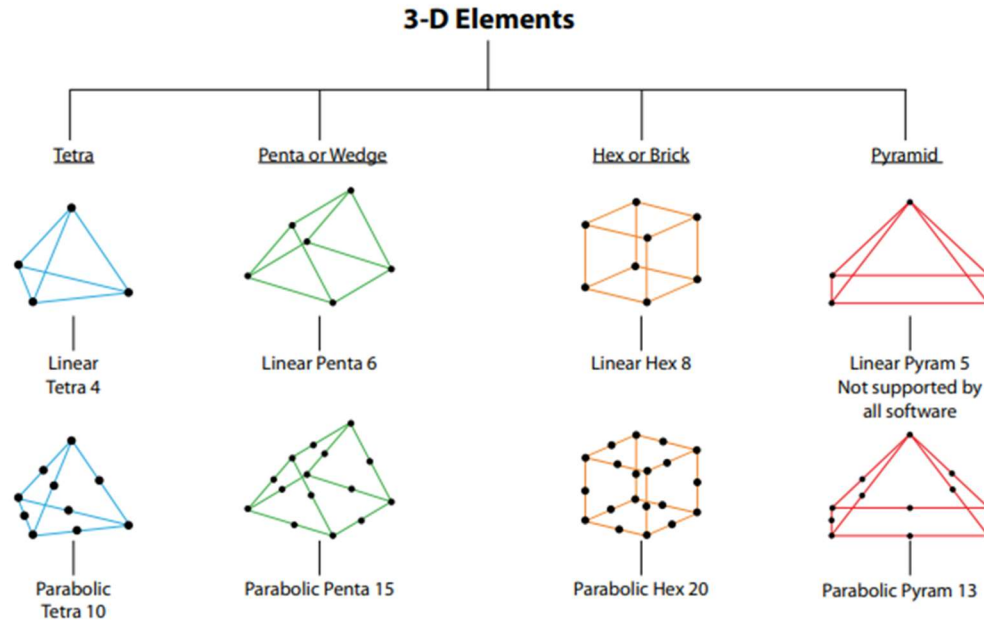 3-D Elements
Tetra
Penta or Wedge
Hex or Brick
Pyramid
Linear
Tetra 4
Linear Penta 6
Linear Hex 8
Linear Pyram 5
Not supported by
all software
Parabolic
Tetra 10
Parabolic Penta 15
Parabolic Hex 20
Parabolic Pyram 13